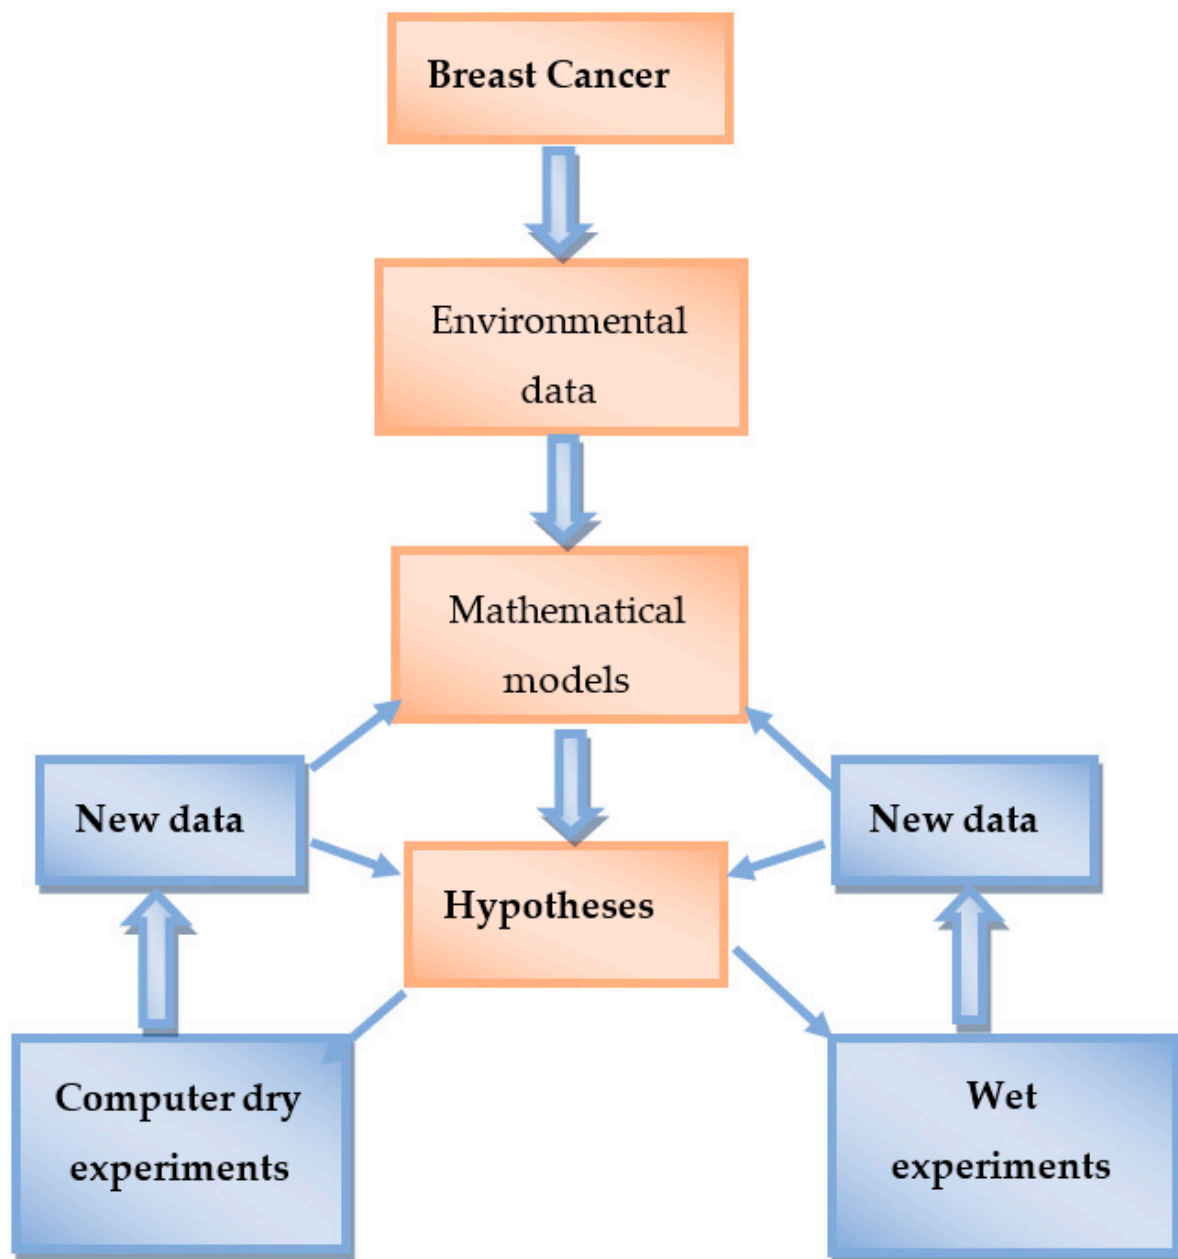 Breast Cancer
Environmental
data
Mathematical
models
New data
New data
Hypotheses
Computer dry
experiments
Wet
experiments